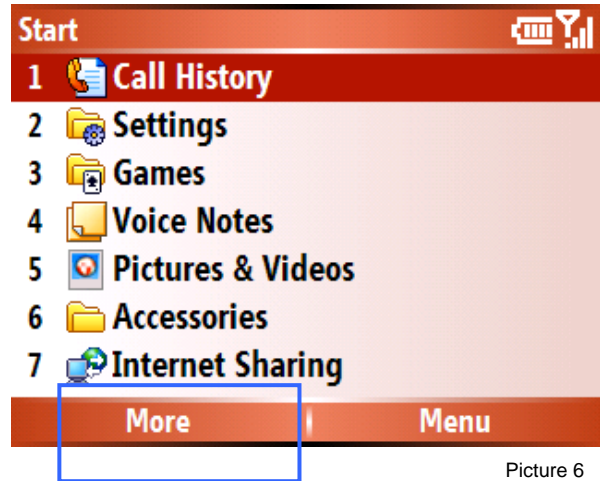 Start
1 Call History
2 Settings
3 Games
4 Voice Notes
5 Pictures & Videos
6 Accessories
7 Internet Sharing
More Menu
Picture 6